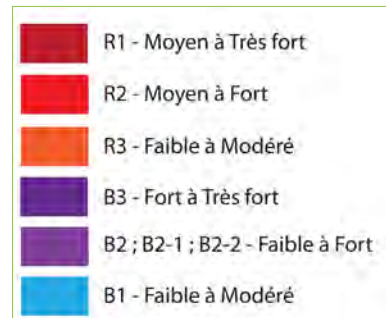 R1 - Moyen à Très fort
R2 - Moyen à Fort
R3 - Faible à Modéré
B3 - Fort à Très fort
B2 ; B2-1 ; B2-2 - Faible à Fort
B1 - Faible à Modéré